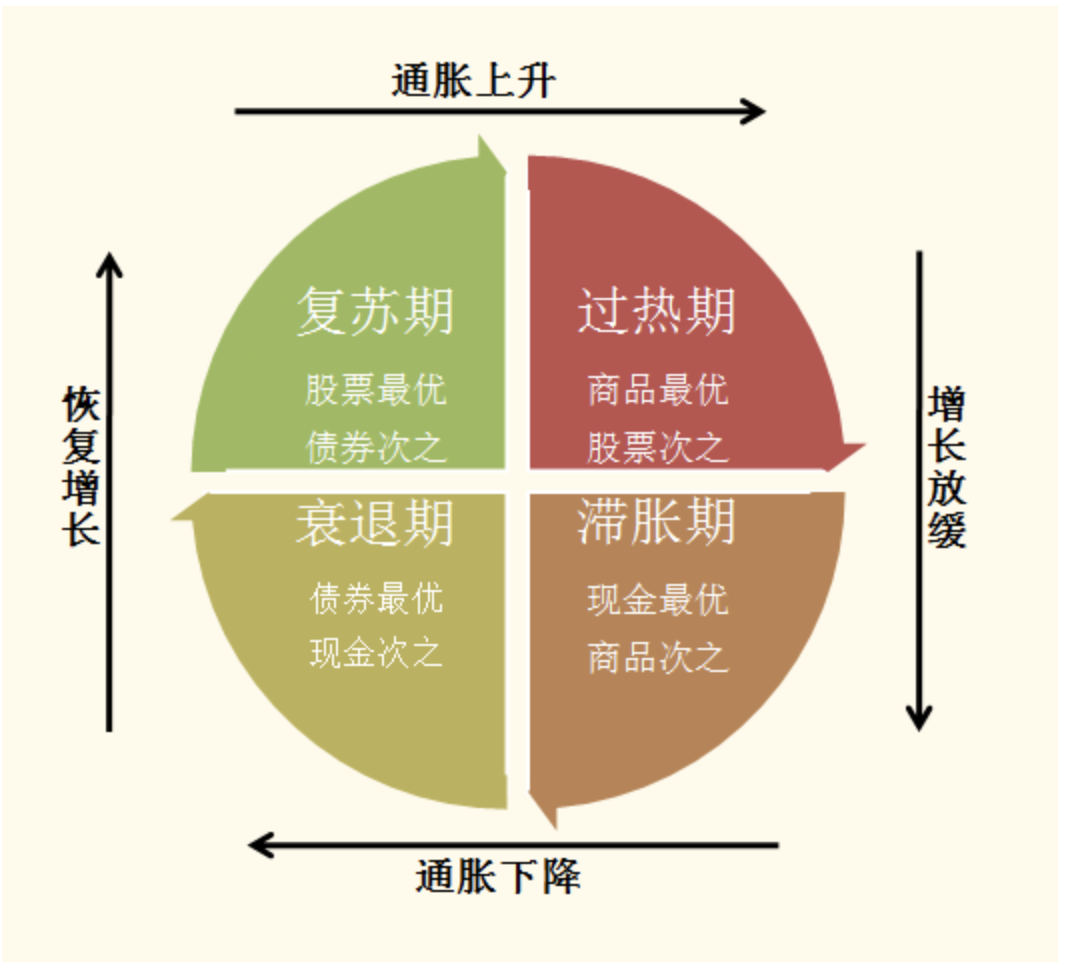 通胀上升
复苏期
股票最优
债券次之
过热期
商品最优
股票次之
恢复增长
增长放缓
衰退期
债券最优
现金次之
滞胀期
现金最优
商品次之
通胀下降